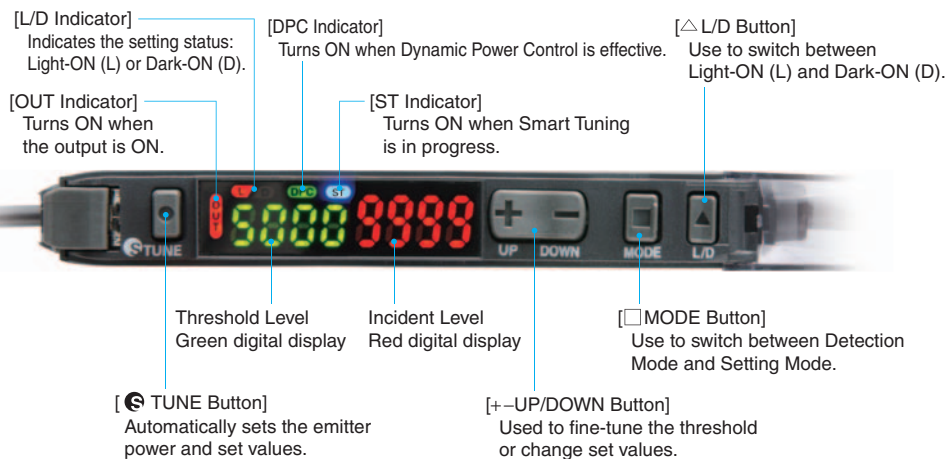 [L/D Indicator]
Indicates the setting status:
Light-ON (L) or Dark-ON (D).
[DPC Indicator]
Turns ON when Dynamic Power Control is effective.
[△ L/D Button]
Use to switch between
Light-ON (L) and Dark-ON (D).
[OUT Indicator]
Turns ON when
the output is ON.
[ST Indicator]
Turns ON when Smart Tuning
is in progress.
L DPC ST
OUT
5000 9999
S TUNE
+ −
UP DOWN
MODE
L/D
Threshold Level
Green digital display
Incident Level
Red digital display
[□ MODE Button]
Use to switch between Detection
Mode and Setting Mode.
[ S TUNE Button]
Automatically sets the emitter
power and set values.
[+−UP/DOWN Button]
Used to fine-tune the threshold
or change set values.